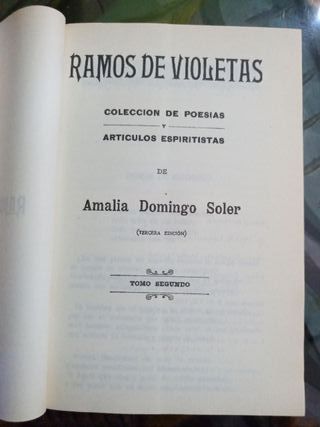 RAMOS DE VIOLETAS
COLECCION DE POESIAS
Y
ARTICULOS ESPIRITISTAS
DE
Amalia Domingo Soler
(TERCERA EDICIÓN)
TOMO SEGUNDO